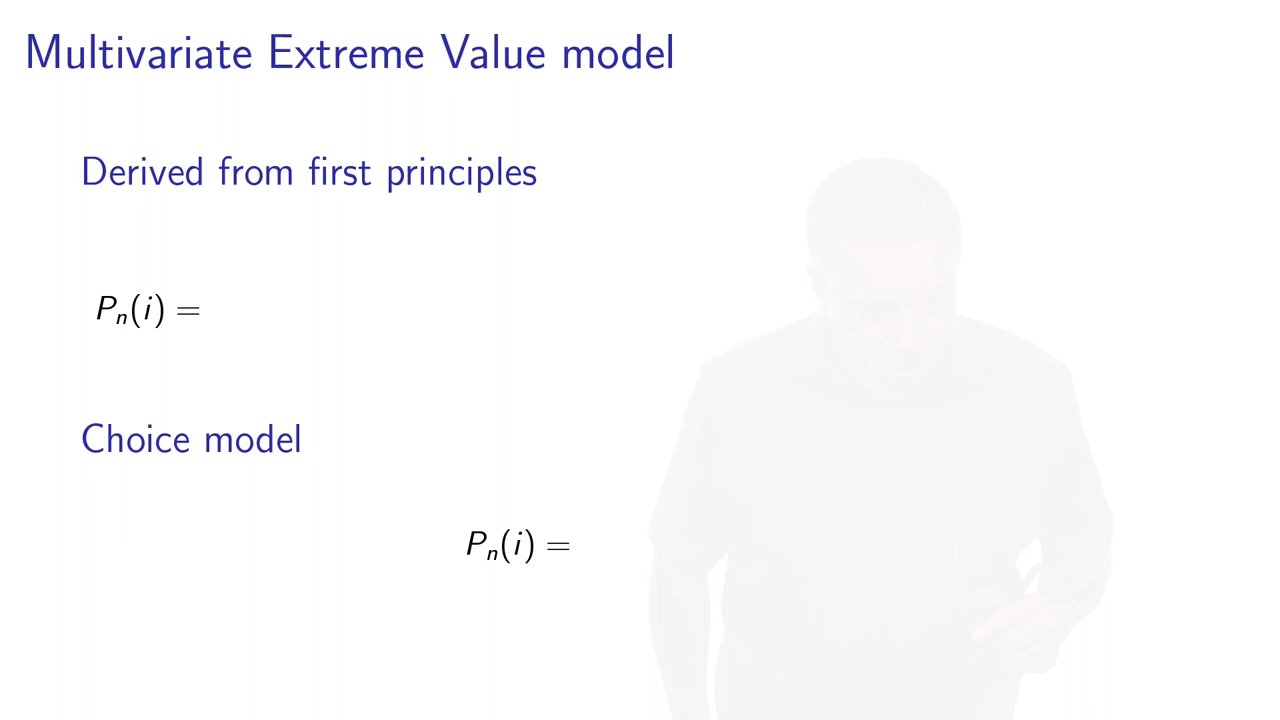 Multivariate Extreme Value model
Derived from first principles
Pₙ(i) =
Choice model
Pₙ(i) =